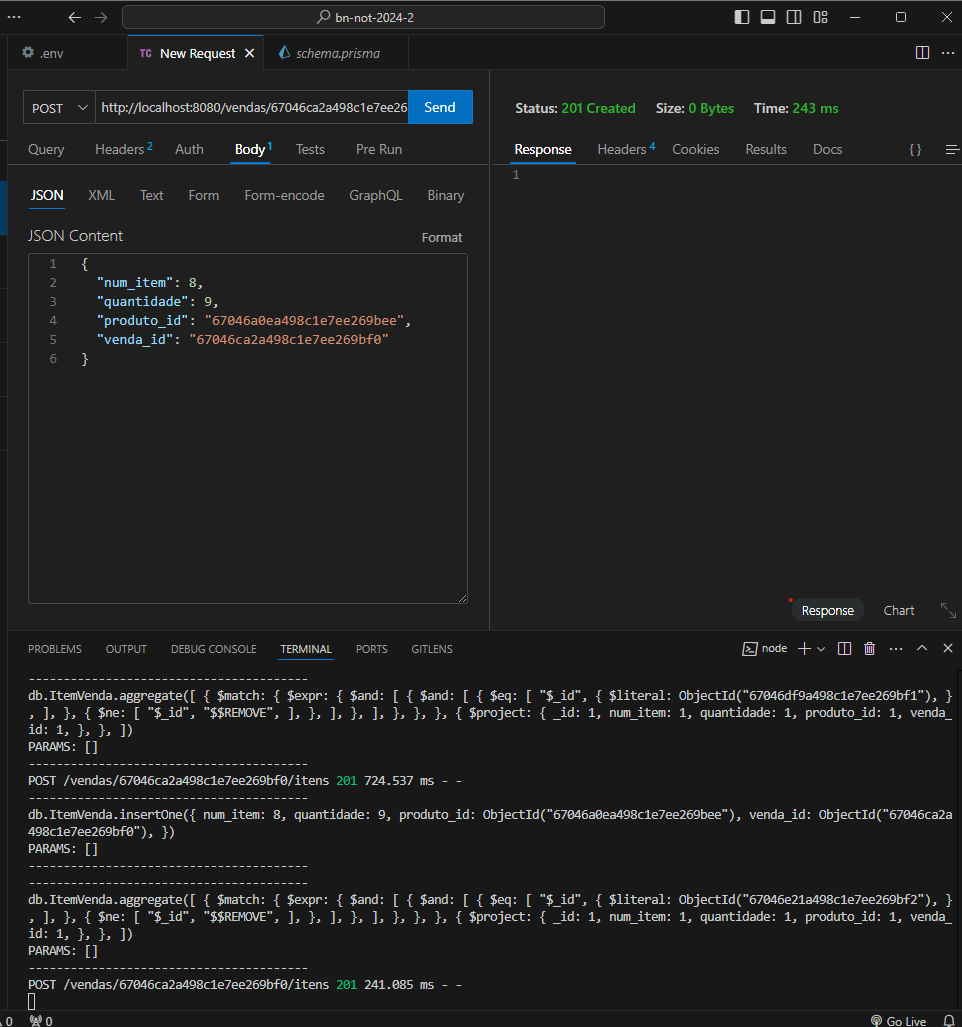 bn-not-2024-2
.env
TC New Request
schema.prisma
POST
http://localhost:8080/vendas/67046ca2a498c1e7ee26
Send
Status: 201 Created Size: 0 Bytes Time: 243 ms
Query Headers 2 Auth Body 1 Tests Pre Run
Response Headers 4 Cookies Results Docs { }
1
JSON XML Text Form Form-encode GraphQL Binary
JSON Content
Format
1 {
2 "num_item": 8,
3 "quantidade": 9,
4 "produto_id": "67046a0ea498c1e7ee269bee",
5 "venda_id": "67046ca2a498c1e7ee269bf0"
6 }
Response Chart
PROBLEMS OUTPUT DEBUG CONSOLE TERMINAL PORTS GITLENS
node
----------------------------------------
db.ItemVenda.aggregate([ { $match: { $expr: { $and: [ { $and: [ { $eq: [ "$_id", { $literal: ObjectId("67046df9a498c1e7ee269bf1"), }
, ], }, { $ne: [ "$_id", "$$REMOVE", ], }, ], }, ], }, }, }, { $project: { _id: 1, num_item: 1, quantidade: 1, produto_id: 1, venda_
id: 1, }, }, ])
PARAMS: []
----------------------------------------
POST /vendas/67046ca2a498c1e7ee269bf0/itens 201 724.537 ms - -
----------------------------------------
db.ItemVenda.insertOne({ num_item: 8, quantidade: 9, produto_id: ObjectId("67046a0ea498c1e7ee269bee"), venda_id: ObjectId("67046ca2a
498c1e7ee269bf0"), })
PARAMS: []
----------------------------------------
----------------------------------------
db.ItemVenda.aggregate([ { $match: { $expr: { $and: [ { $and: [ { $eq: [ "$_id", { $literal: ObjectId("67046e21a498c1e7ee269bf2"), }
, ], }, { $ne: [ "$_id", "$$REMOVE", ], }, ], }, ], }, }, }, { $project: { _id: 1, num_item: 1, quantidade: 1, produto_id: 1, venda_
id: 1, }, }, ])
PARAMS: []
----------------------------------------
POST /vendas/67046ca2a498c1e7ee269bf0/itens 201 241.085 ms - -
0 0 Go Live